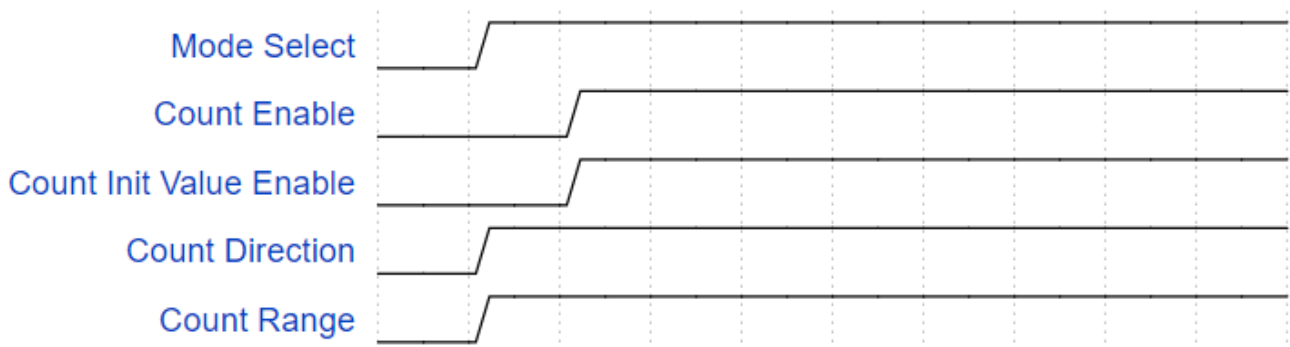 Mode Select
Count Enable
Count Init Value Enable
Count Direction
Count Range